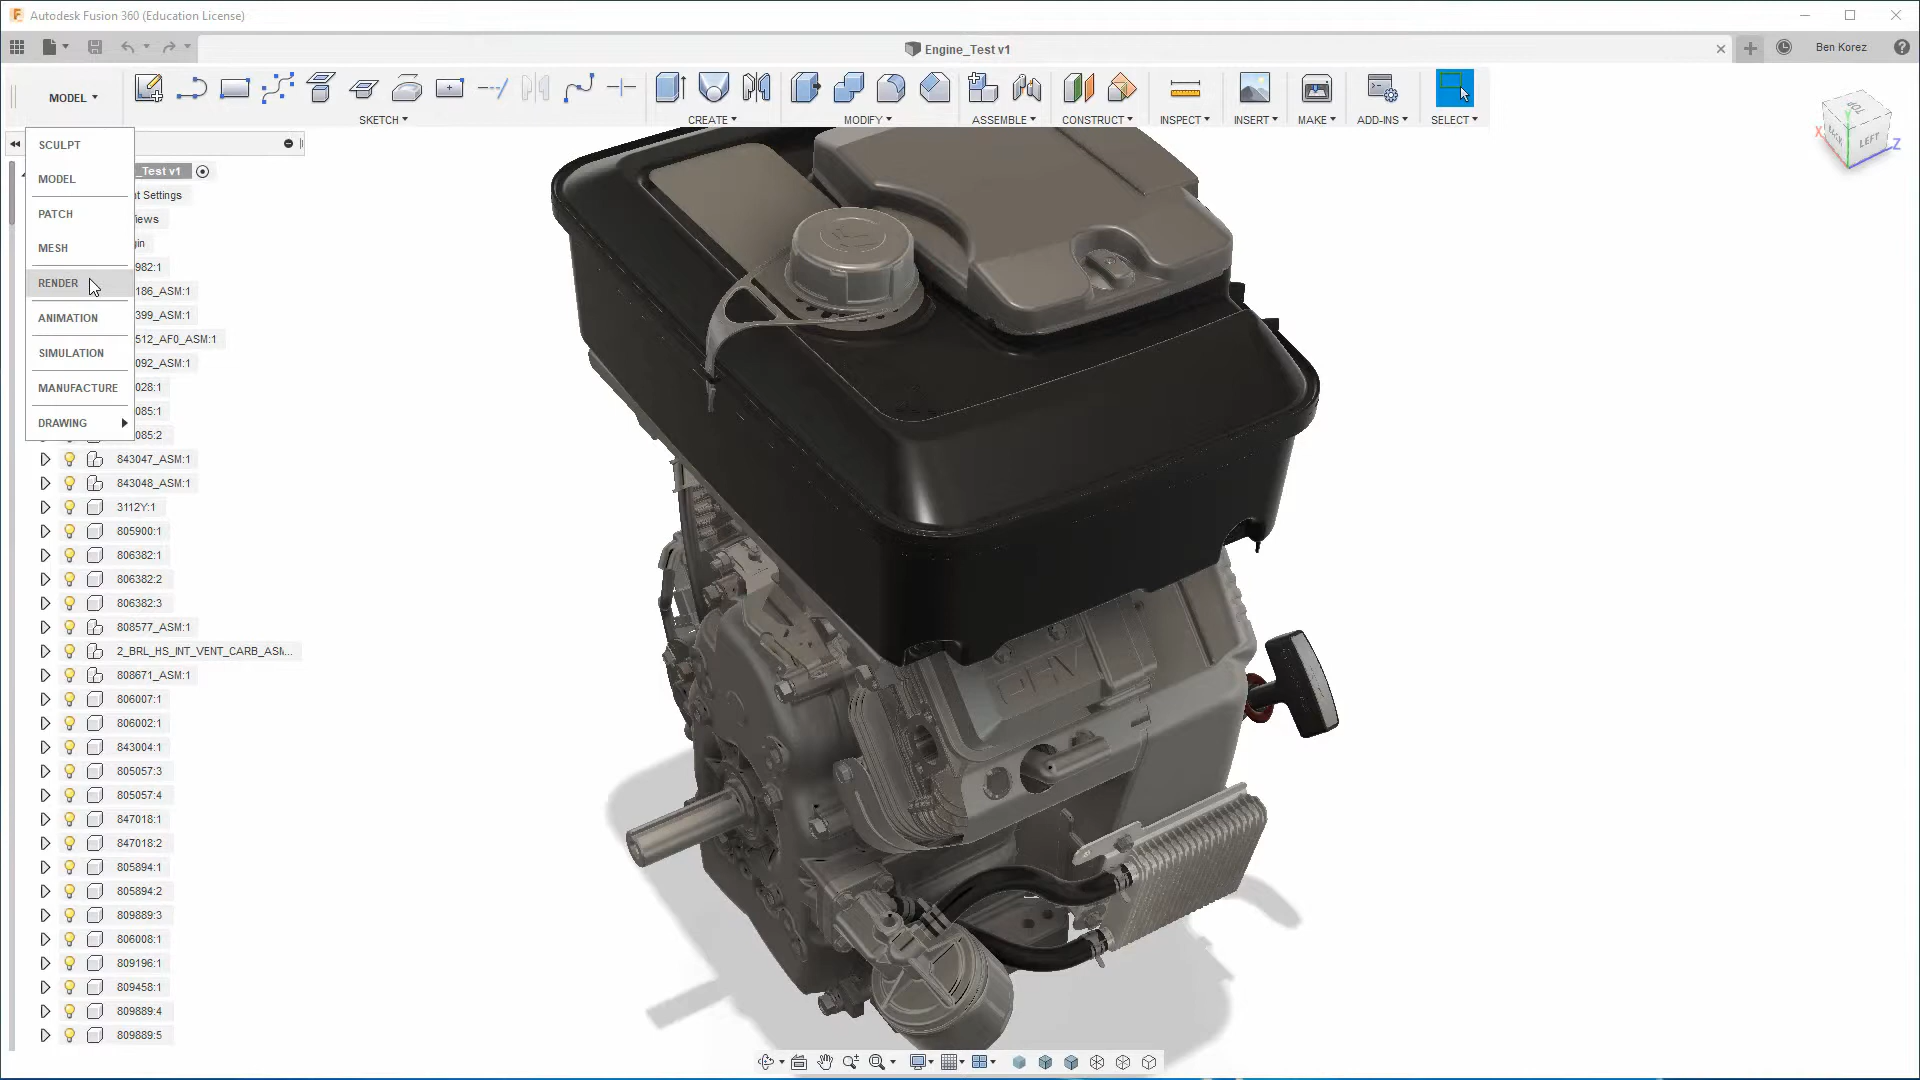 Autodesk Fusion 360 (Education License)
Engine_Test v1
Ben Korez
MODEL
SKETCH
CREATE
MODIFY
ASSEMBLE
CONSTRUCT
INSPECT
INSERT
MAKE
ADD-INS
SELECT
TOP
BACK
LEFT
X
Y
Z
SCULPT
MODEL
PATCH
MESH
RENDER
ANIMATION
SIMULATION
MANUFACTURE
DRAWING
_Test v1
nt Settings
iews
gin
982:1
186_ASM:1
399_ASM:1
512_AF0_ASM:1
092_ASM:1
028:1
085:1
085:2
843047_ASM:1
843048_ASM:1
3112Y:1
805900:1
806382:1
806382:2
806382:3
808577_ASM:1
2_BRL_HS_INT_VENT_CARB_ASM...
808671_ASM:1
806007:1
806002:1
843004:1
805057:3
805057:4
847018:1
847018:2
805894:1
805894:2
809889:3
806008:1
809196:1
809458:1
809889:4
809889:5
OHV